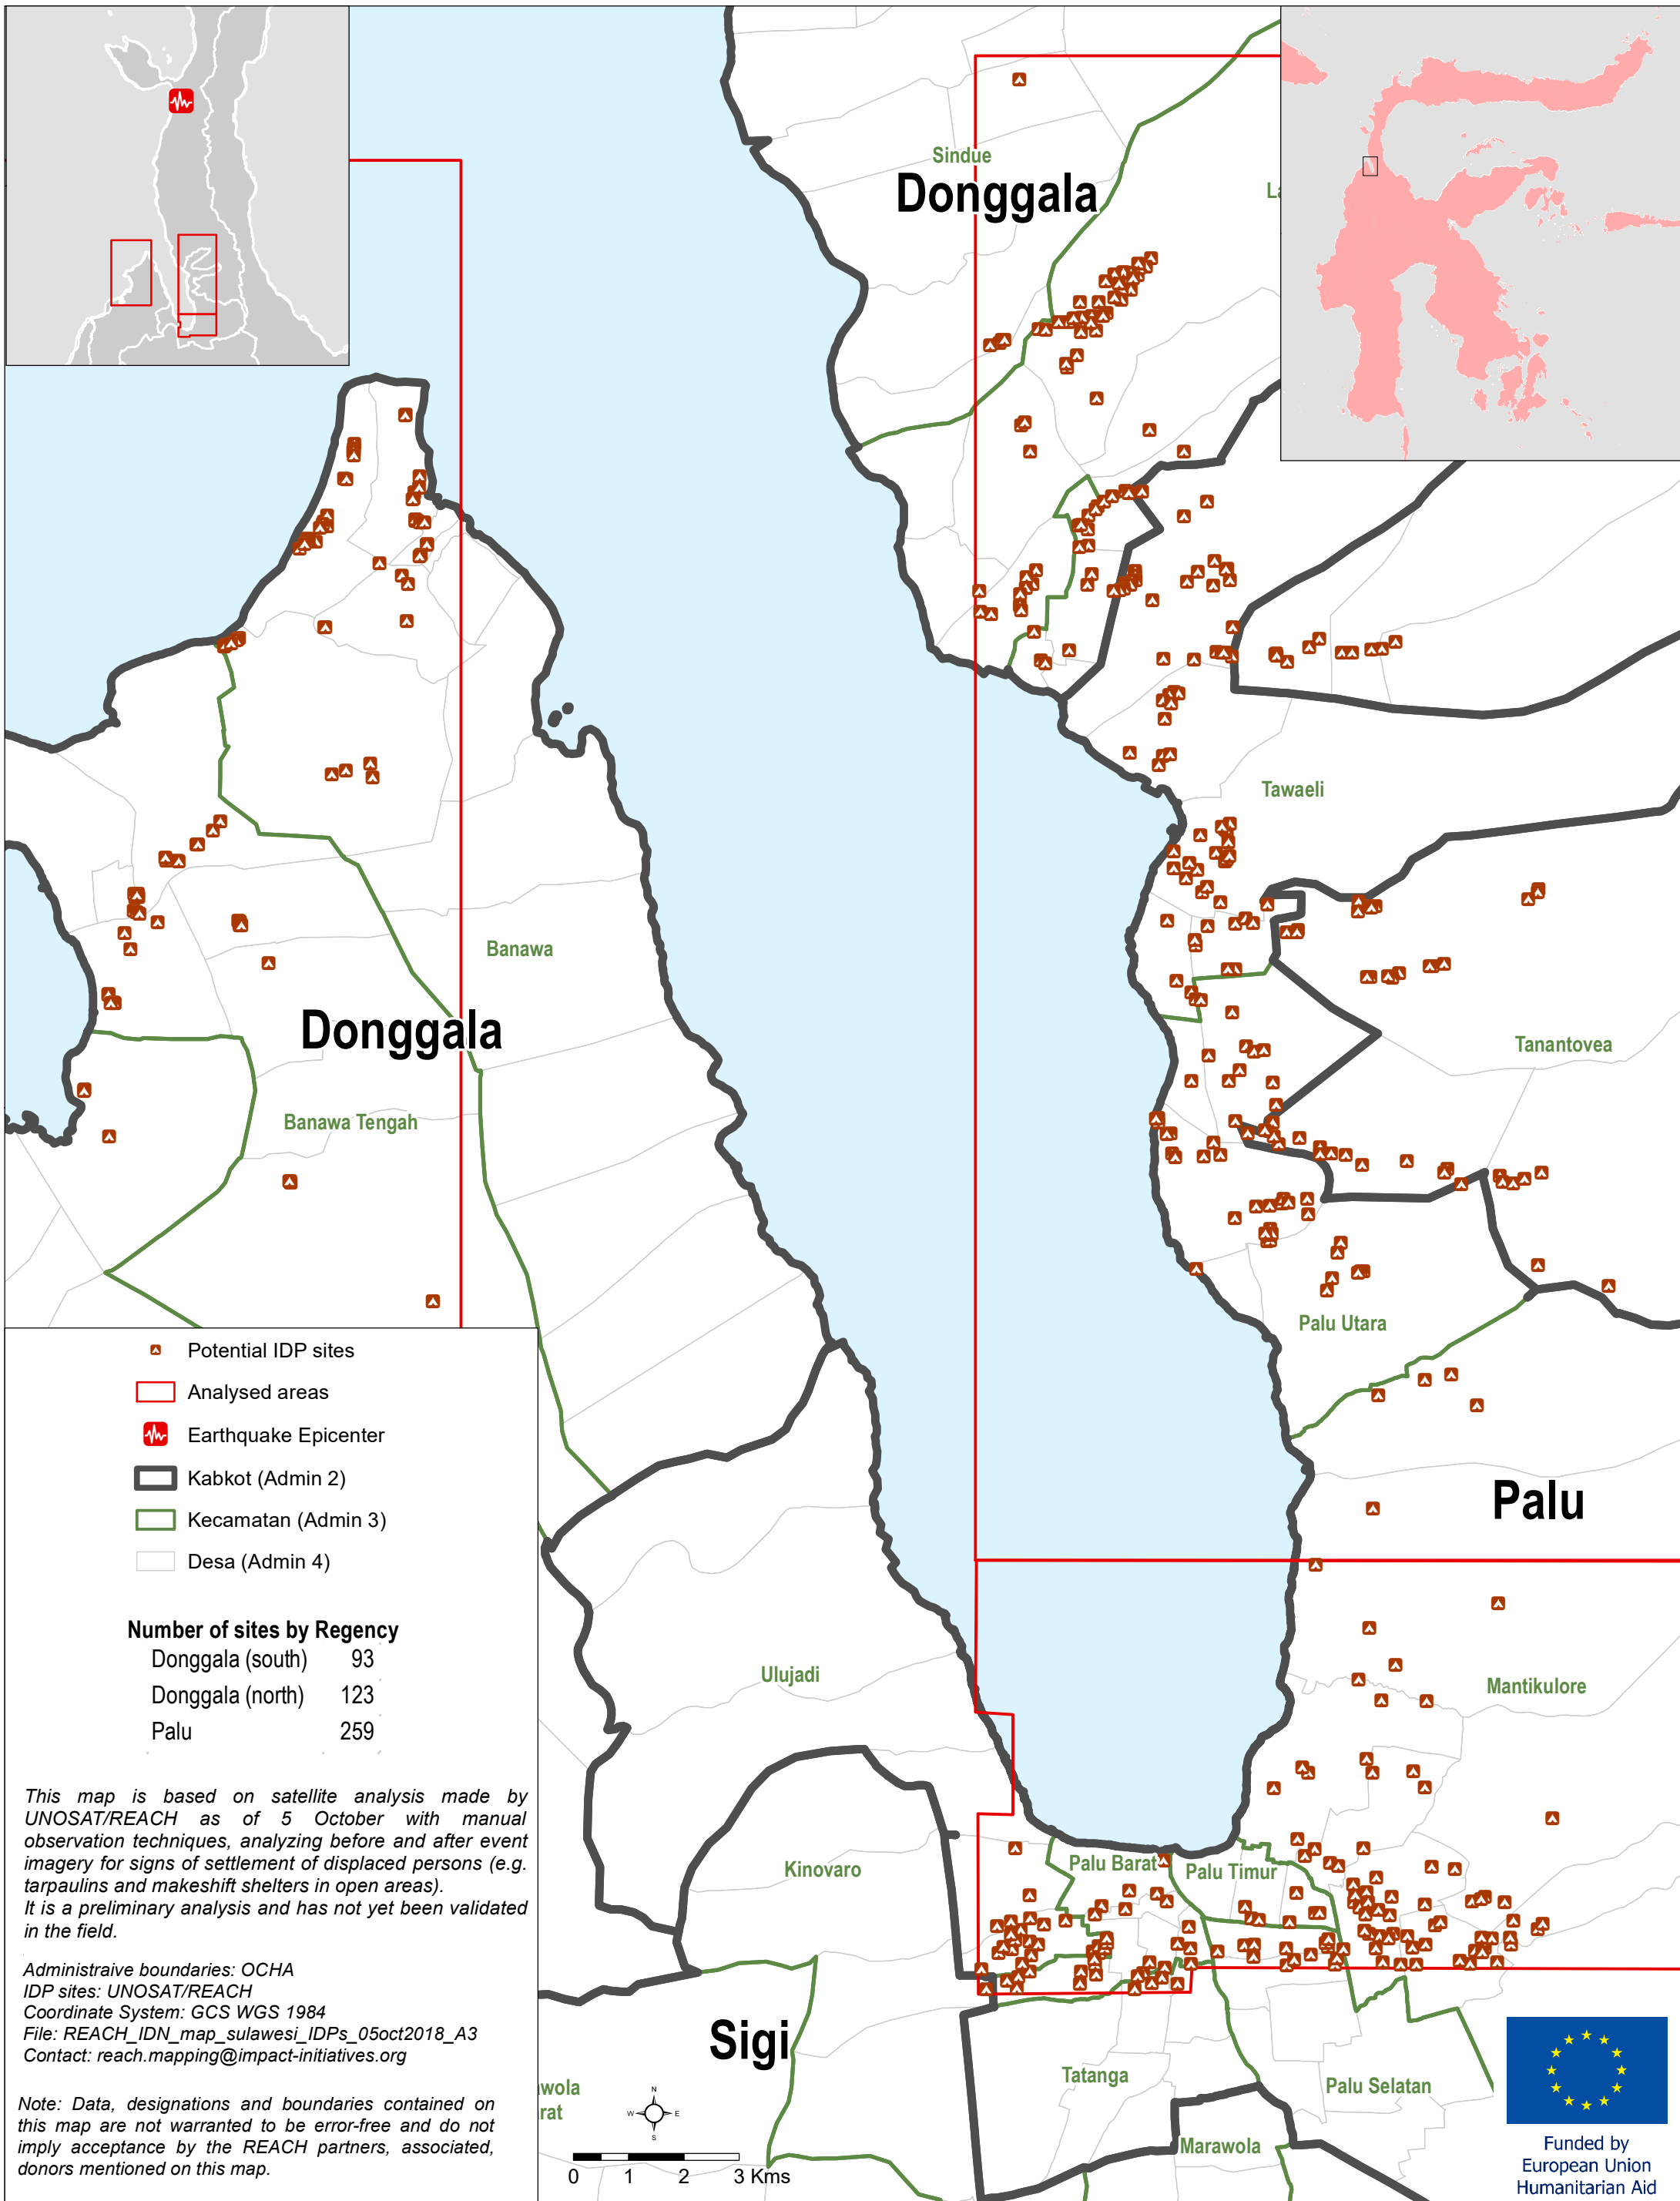 Sindue
Donggala
Tawaeli
Banawa
Donggala
Tanantovea
Banawa Tengah
Palu Utara
Potential IDP sites
Analysed areas
Earthquake Epicenter
Kabkot (Admin 2)
Kecamatan (Admin 3)
Desa (Admin 4)
Palu
Number of sites by Regency
Donggala (south) 93
Donggala (north) 123
Palu 259
Ulujadi
Mantikulore
This map is based on satellite analysis made by
UNOSAT/REACH as of 5 October with manual
observation techniques, analyzing before and after event
imagery for signs of settlement of displaced persons (e.g.
tarpaulins and makeshift shelters in open areas).
It is a preliminary analysis and has not yet been validated
in the field.
Kinovaro
Palu Barat
Palu Timur
Administraive boundaries: OCHA
IDP sites: UNOSAT/REACH
Coordinate System: GCS WGS 1984
File: REACH_IDN_map_sulawesi_IDPs_05oct2018_A3
Contact: reach.mapping@impact-initiatives.org
Sigi
Tatanga
Palu Selatan
Marawola
Note: Data, designations and boundaries contained on
this map are not warranted to be error-free and do not
imply acceptance by the REACH partners, associated,
donors mentioned on this map.
N
W E
S
0 1 2 3 Kms
Funded by
European Union
Humanitarian Aid